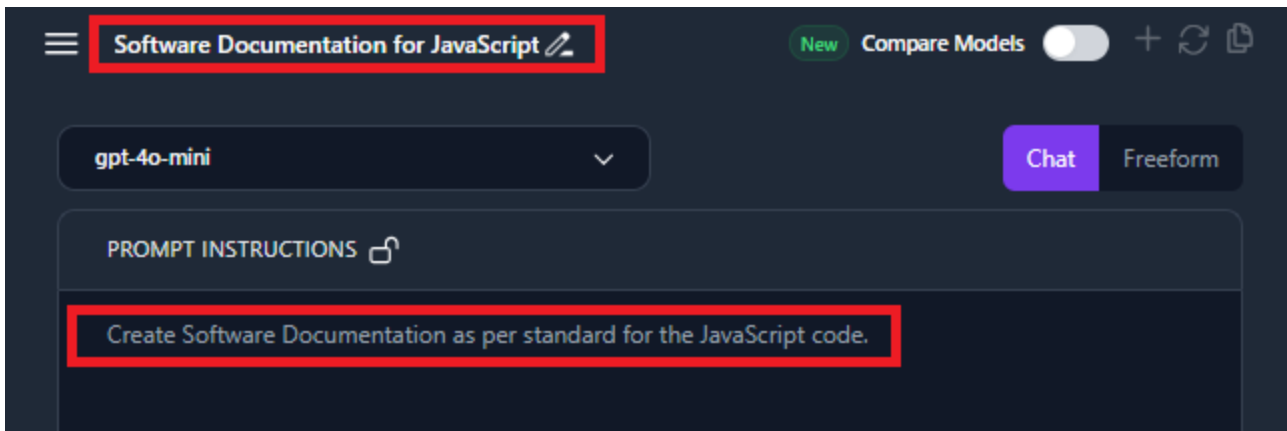 Software Documentation for JavaScript
New Compare Models
gpt-4o-mini
Chat Freeform
PROMPT INSTRUCTIONS
Create Software Documentation as per standard for the JavaScript code.